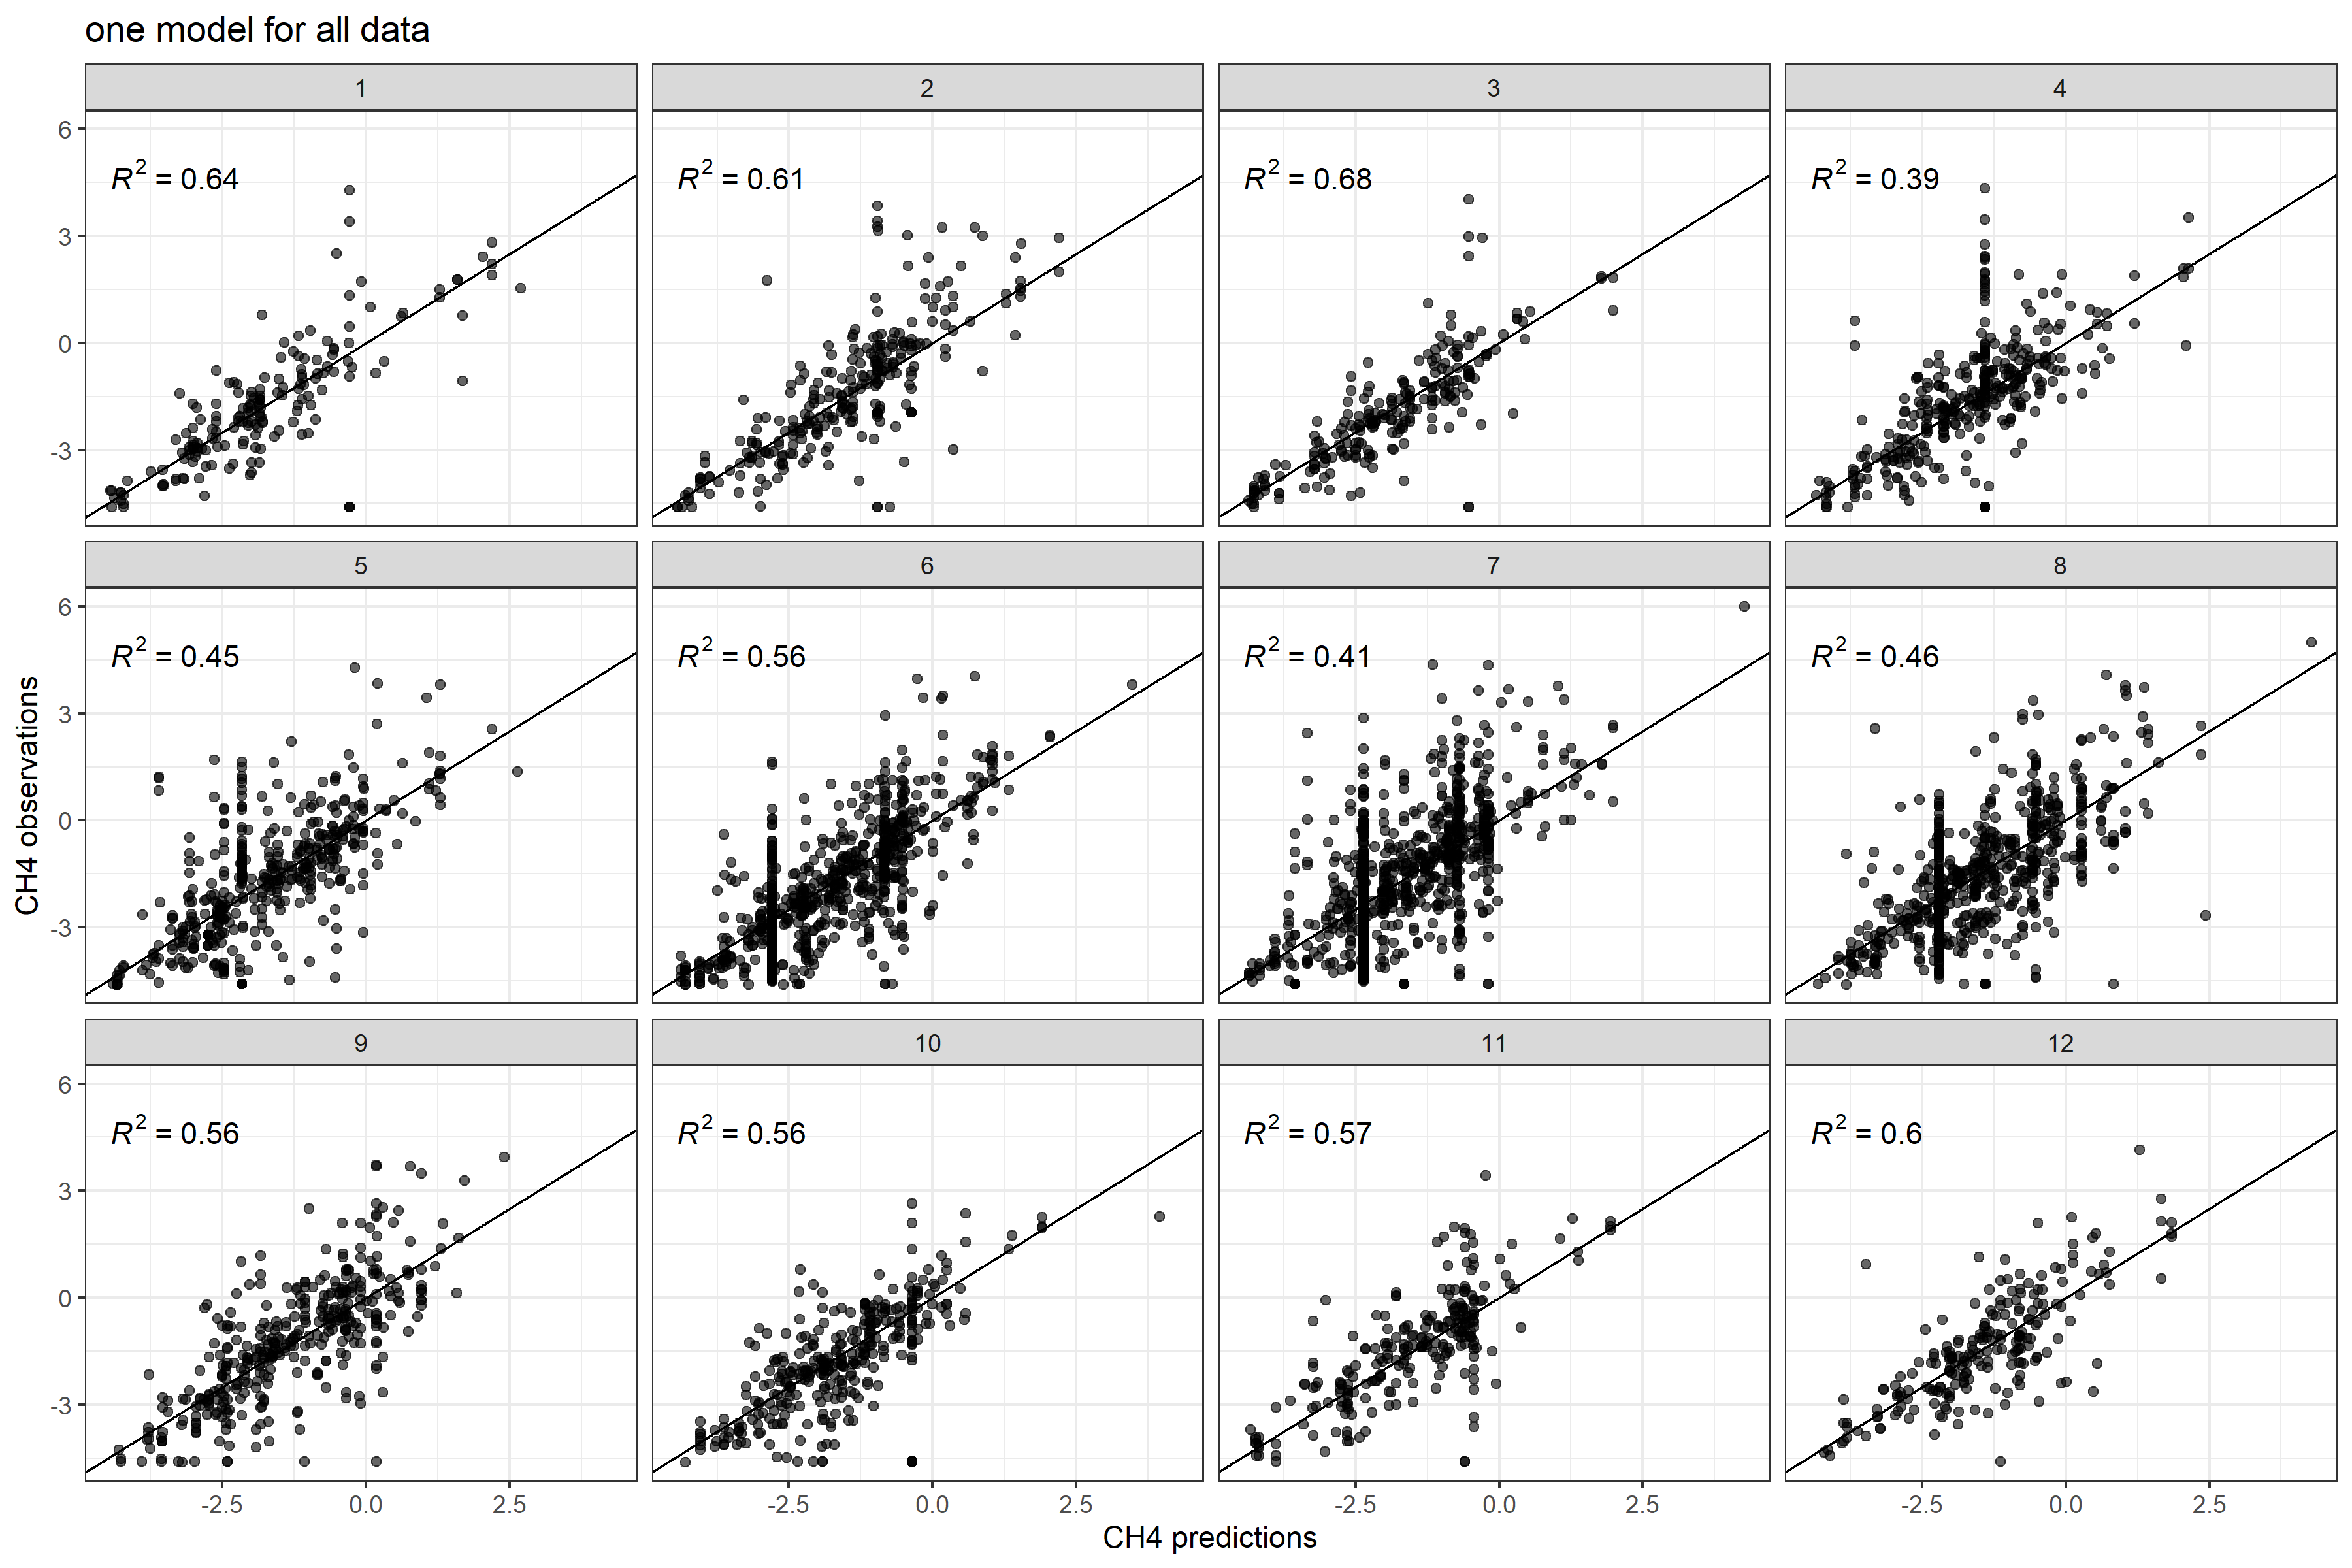 one model for all data
1 2 3 4
6
3
0
-3
R² = 0.64 R² = 0.61 R² = 0.68 R² = 0.39
5 6 7 8
6
3
0
-3
R² = 0.45 R² = 0.56 R² = 0.41 R² = 0.46
CH4 observations
9 10 11 12
6
3
0
-3
R² = 0.56 R² = 0.56 R² = 0.57 R² = 0.6
-2.5 0.0 2.5 -2.5 0.0 2.5 -2.5 0.0 2.5 -2.5 0.0 2.5
CH4 predictions